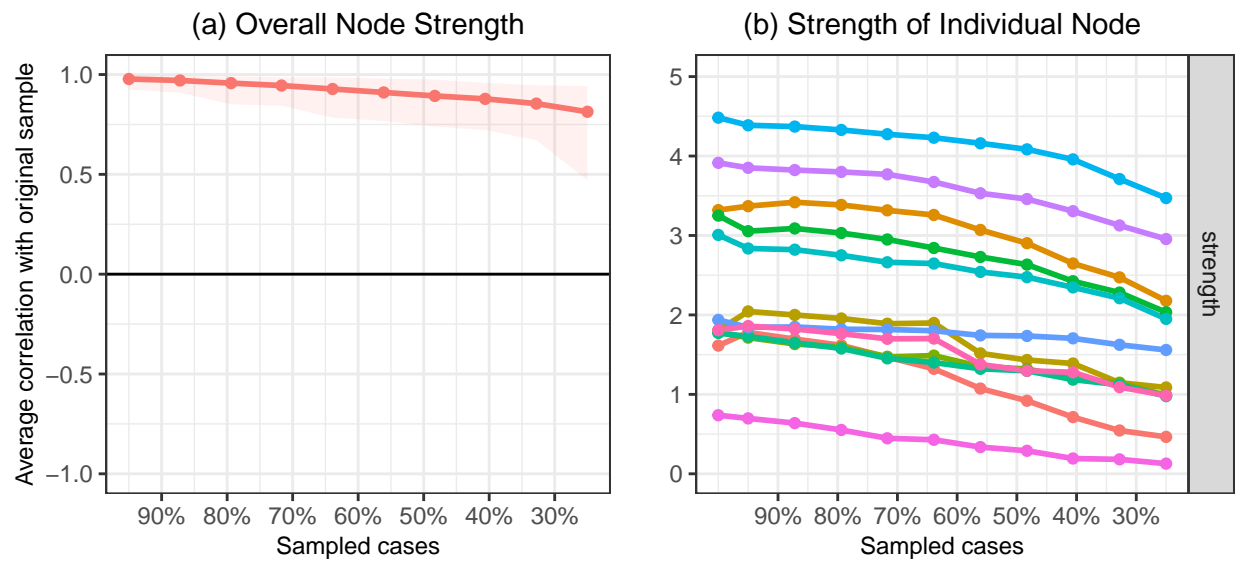 (a) Overall Node Strength
Average correlation with original sample
1.0
0.5
0.0
−0.5
−1.0
90% 80% 70% 60% 50% 40% 30%
Sampled cases
(b) Strength of Individual Node
5
4
3
2
1
0
90% 80% 70% 60% 50% 40% 30%
Sampled cases
strength